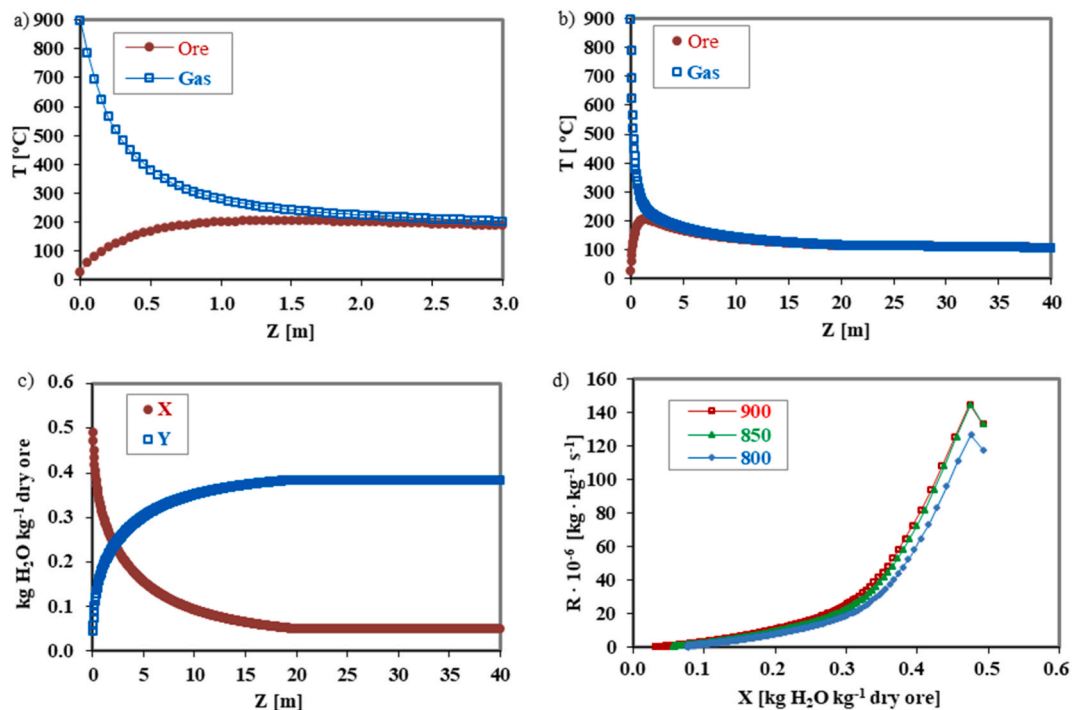 a)
T [ºC]
900
800
700
600
500
400
300
200
100
0
Ore
Gas
0.0 0.5 1.0 1.5 2.0 2.5 3.0
Z [m]
b)
T [ºC]
900
800
700
600
500
400
300
200
100
0
Ore
Gas
0 5 10 15 20 25 30 35 40
Z [m]
c)
kg H₂O kg⁻¹ dry ore
0.6
0.5
0.4
0.3
0.2
0.1
0.0
X
Y
0 5 10 15 20 25 30 35 40
Z [m]
d)
R · 10⁻⁶ [kg · kg⁻¹ s⁻¹]
160
140
120
100
80
60
40
20
0
900
850
800
0.0 0.1 0.2 0.3 0.4 0.5 0.6
X [kg H₂O kg⁻¹ dry ore]